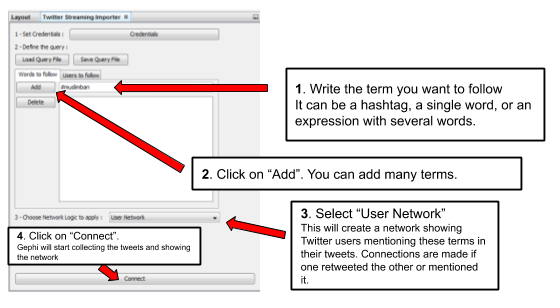 Layout Twitter Streaming Importer
1 - Set Credentials : Credentials
2 - Define the query :
Load Query File Save Query File
Words to follow Users to follow
Add #muslimban
Delete
1. Write the term you want to follow
It can be a hashtag, a single word, or an
expression with several words.
2. Click on “Add”. You can add many terms.
3 - Choose Network Logic to apply : User Network
3. Select “User Network”
This will create a network showing
Twitter users mentioning these terms in
their tweets. Connections are made if
one retweeted the other or mentioned
it.
4. Click on “Connect”.
Gephi will start collecting the tweets and showing
the network
Connect